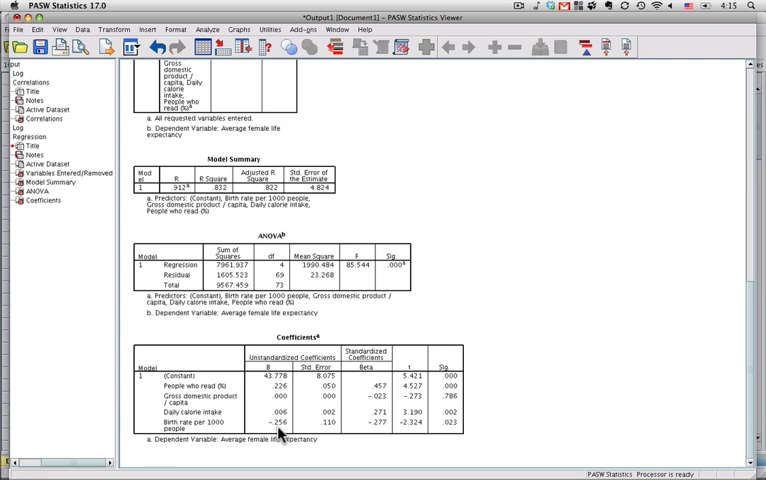 PASW Statistics 17.0
4:15
*Output1 [Document1] - PASW Statistics Viewer
File Edit View Data Transform Insert Format Analyze Graphs Utilities Add-ons Window Help
put
Log
Correlations
Title
Notes
Active Dataset
Correlations
Log
Regression
Title
Notes
Active Dataset
Variables Entered/Removed
Model Summary
ANOVA
Coefficients
Gross
domestic
product /
capita, Daily
calorie
intake,
People who
read (%)a
a. All requested variables entered.
b. Dependent Variable: Average female life
expectancy
Model Summary
Mod
el R R Square Adjusted R
Square Std. Error of
the Estimate
1 .912a .832 .822 4.824
a. Predictors: (Constant), Birth rate per 1000 people,
Gross domestic product / capita, Daily calorie intake,
People who read (%)
ANOVAb
Model Sum of
Squares df Mean Square F Sig.
1 Regression 7961.937 4 1990.484 85.544 .000a
Residual 1605.523 69 23.268
Total 9567.459 73
a. Predictors: (Constant), Birth rate per 1000 people, Gross domestic product /
capita, Daily calorie intake, People who read (%)
b. Dependent Variable: Average female life expectancy
Coefficientsa
Model Unstandardized Coefficients Standardized
Coefficients t Sig.
B Std. Error Beta
1 (Constant) 43.778 8.075 5.421 .000
People who read (%) .226 .050 .457 4.527 .000
Gross domestic product
/ capita .000 .000 -.023 -.273 .786
Daily calorie intake .006 .002 .271 3.190 .002
Birth rate per 1000
people -.256 .110 -.277 -2.324 .023
a. Dependent Variable: Average female life expectancy
PASW Statistics Processor is ready